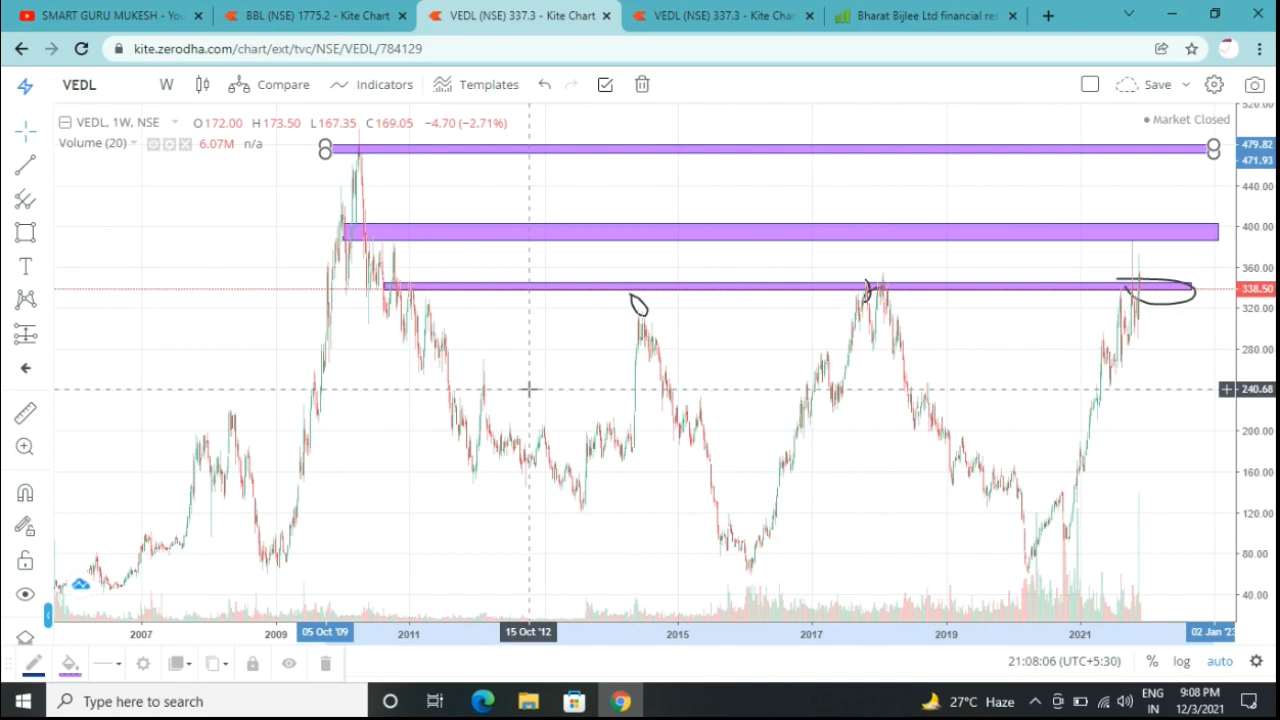 SMART GURU MUKESH - You
BBL (NSE) 1775.2 - Kite Chart
VEDL (NSE) 337.3 - Kite Chart
VEDL (NSE) 337.3 - Kite Char
Bharat Bijlee Ltd financial res
kite.zerodha.com/chart/ext/tvc/NSE/VEDL/784129
VEDL W Compare Indicators Templates Save
VEDL, 1W, NSE O172.00 H173.50 L167.35 C169.05 −4.70 (−2.71%)
Market Closed
Volume (20) 6.07M n/a
520.00
479.82
471.93
440.00
400.00
360.00
338.50
320.00
280.00
240.68
200.00
160.00
120.00
80.00
40.00
2007 2009 05 Oct '09 2011 15 Oct '12 2015 2017 2019 2021 02 Jan '23
21:08:06 (UTC+5:30) % log auto
Type here to search
27°C Haze
ENG
IN
9:08 PM
12/3/2021